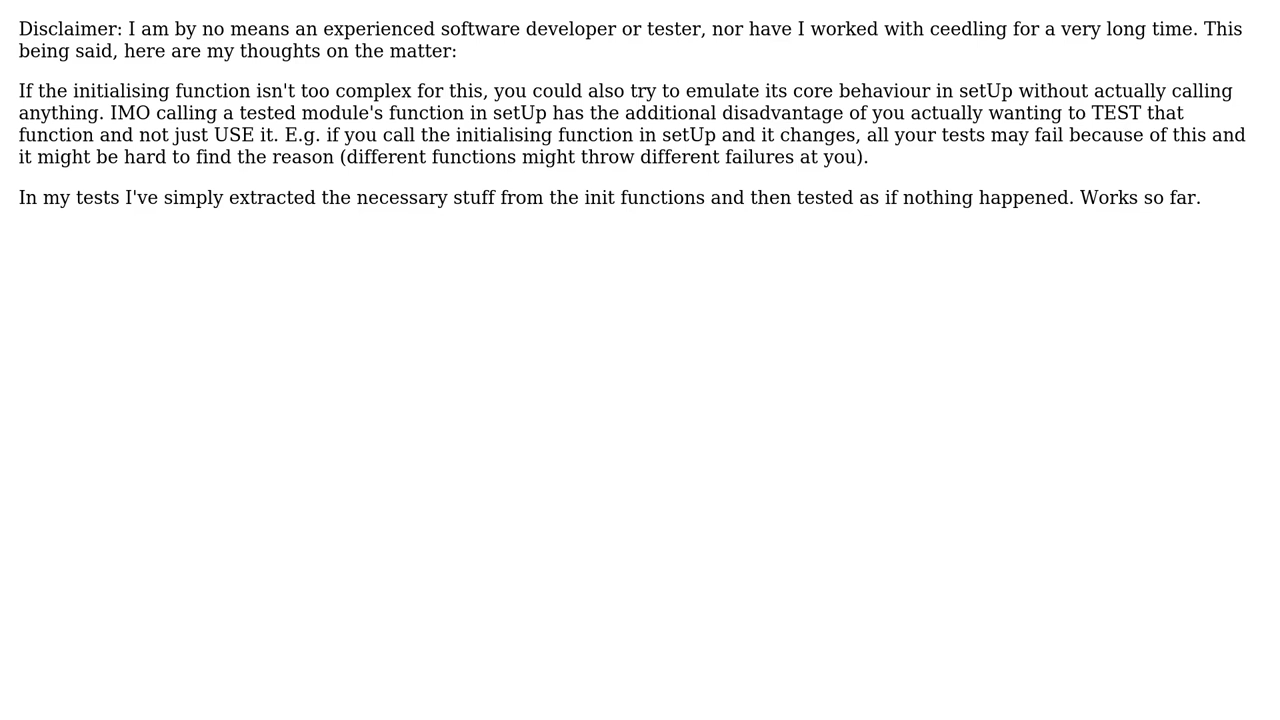 Disclaimer: I am by no means an experienced software developer or tester, nor have I worked with ceedling for a very long time. This
being said, here are my thoughts on the matter:
If the initialising function isn't too complex for this, you could also try to emulate its core behaviour in setUp without actually calling
anything. IMO calling a tested module's function in setUp has the additional disadvantage of you actually wanting to TEST that
function and not just USE it. E.g. if you call the initialising function in setUp and it changes, all your tests may fail because of this and
it might be hard to find the reason (different functions might throw different failures at you).
In my tests I've simply extracted the necessary stuff from the init functions and then tested as if nothing happened. Works so far.